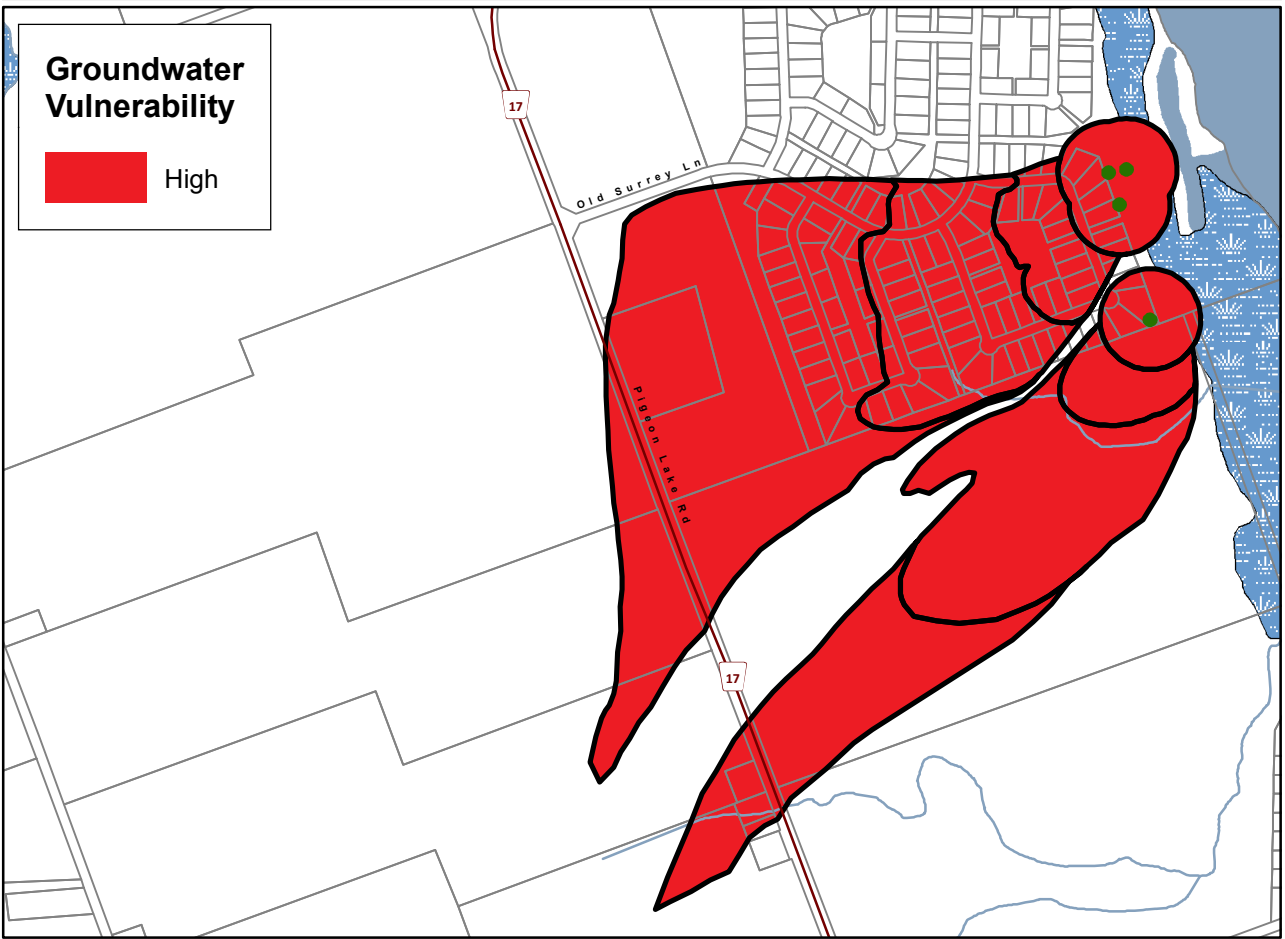 Groundwater
Vulnerability
High
17
Old Surrey Ln
Pigeon Lake Rd
17